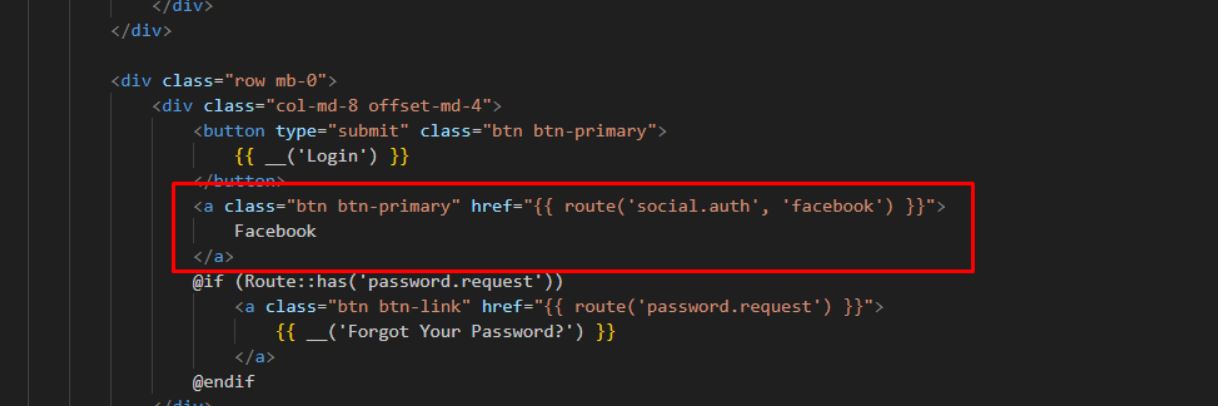 </div>
</div>
<div class="row mb-0">
<div class="col-md-8 offset-md-4">
<button type="submit" class="btn btn-primary">
{{ __('Login') }}
</button>
<a class="btn btn-primary" href="{{ route('social.auth', 'facebook') }}">
Facebook
</a>
@if (Route::has('password.request'))
<a class="btn btn-link" href="{{ route('password.request') }}">
{{ __('Forgot Your Password?') }}
</a>
@endif
</div>